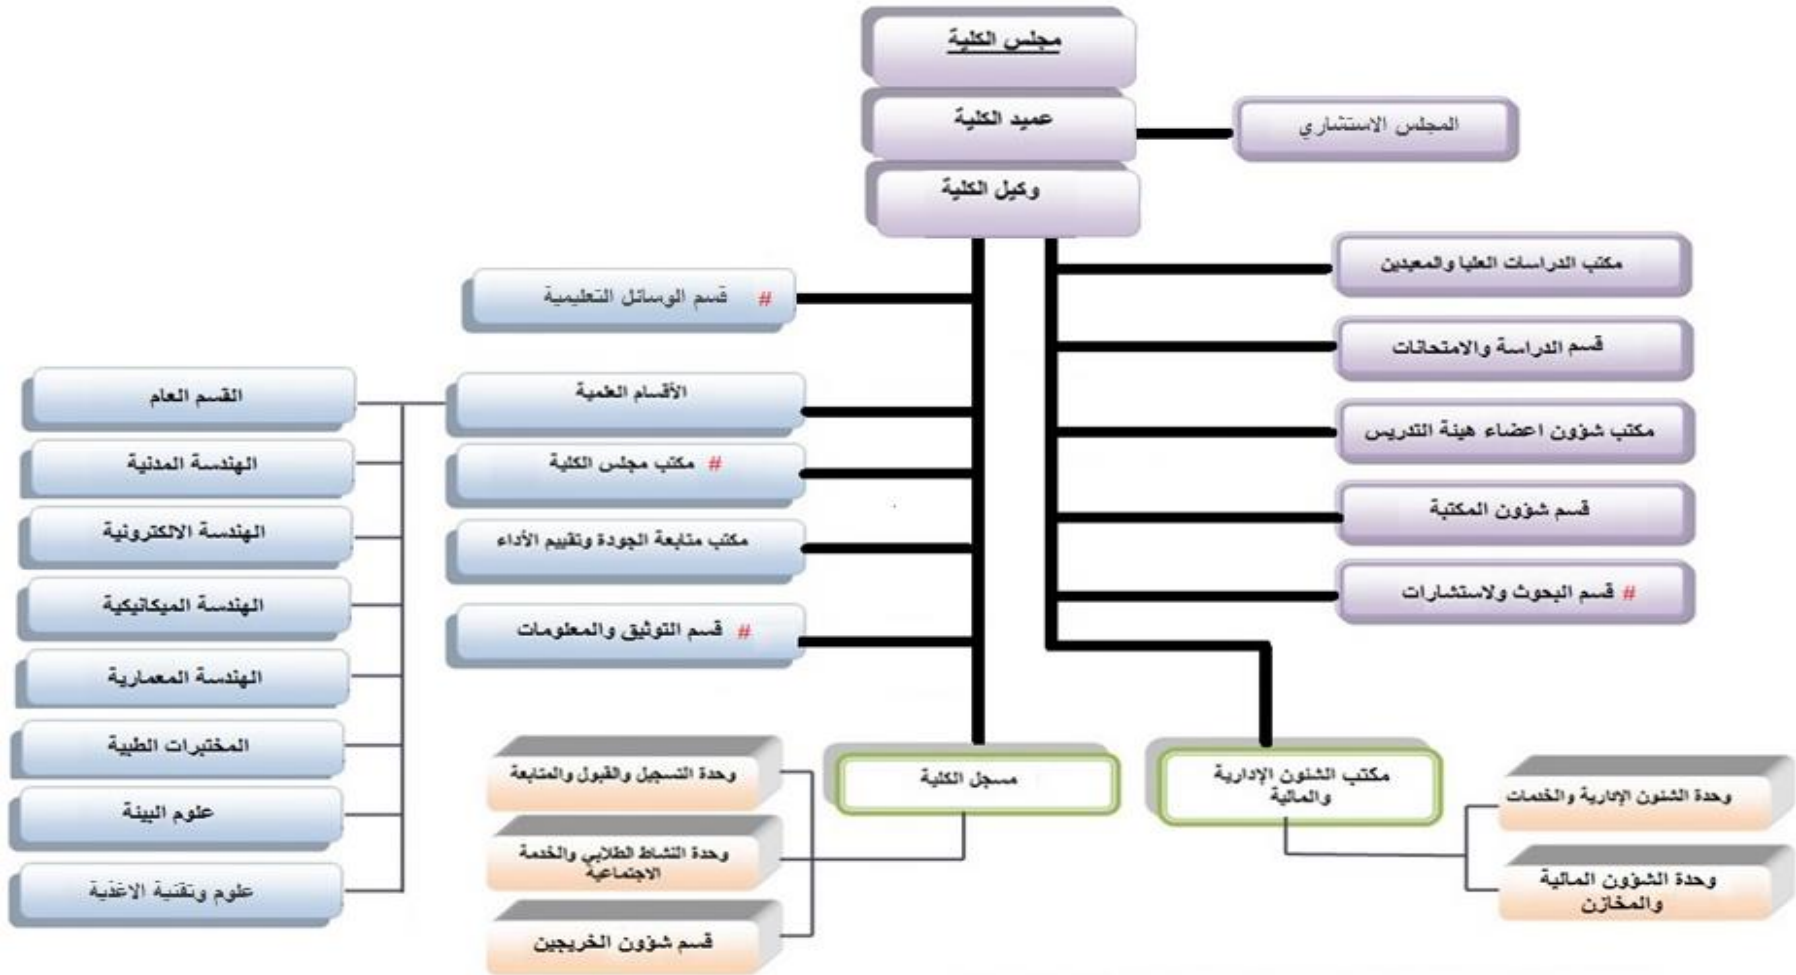 مجلس الكلية
عميد الكلية
المجلس الاستشاري
وكيل الكلية
مكتب الدراسات العليا والمعيدين
قسم الدراسة والامتحانات
مكتب شؤون اعضاء هيئة التدريس
قسم شؤون المكتبة
# قسم البحوث ولاستشارات
# قسم الوسائل التعليمية
الأقسام العلمية
# مكتب مجلس الكلية
مكتب متابعة الجودة وتقييم الأداء
# قسم التوثيق والمعلومات
القسم العام
الهندسة المدنية
الهندسة الالكترونية
الهندسة الميكانيكية
الهندسة المعمارية
المختبرات الطبية
علوم البيئة
علوم وتقنية الاغذية
مكتب الشئون الإدارية
والمالية
وحدة الشئون الإدارية والخدمات
وحدة الشؤون المالية
والمخازن
مسجل الكلية
وحدة التسجيل والقبول والمتابعة
وحدة النشاط الطلابي والخدمة
الاجتماعية
قسم شؤون الخريجين